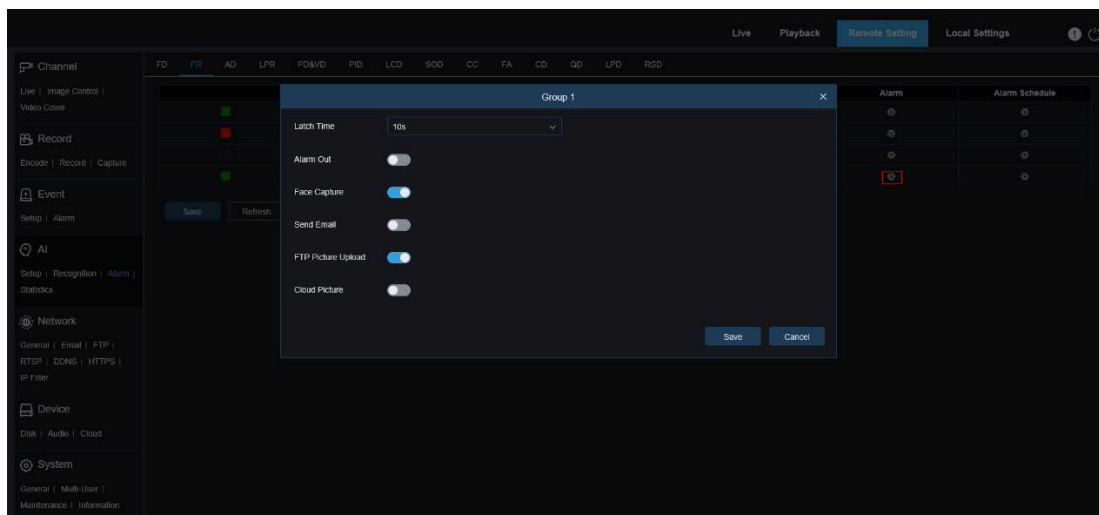 Live Playback Remote Setting Local Settings
Channel
Live | Image Control |
Video Cover
Record
Encode | Record | Capture
Event
Setup | Alarm
AI
Setup | Recognition | Alarm |
Statistics
Network
General | Email | FTP |
RTSP | DDNS | HTTPS |
IP Filter
Device
Disk | Audio | Cloud
System
General | Multi-User |
Maintenance | Information
FD FR AD LPR PD&VD PID LCD SOD CC FA CD QD LPD RSD
Alarm Alarm Schedule
Save Refresh
Group 1
Latch Time 10s
Alarm Out
Face Capture
Send Email
FTP Picture Upload
Cloud Picture
Save Cancel